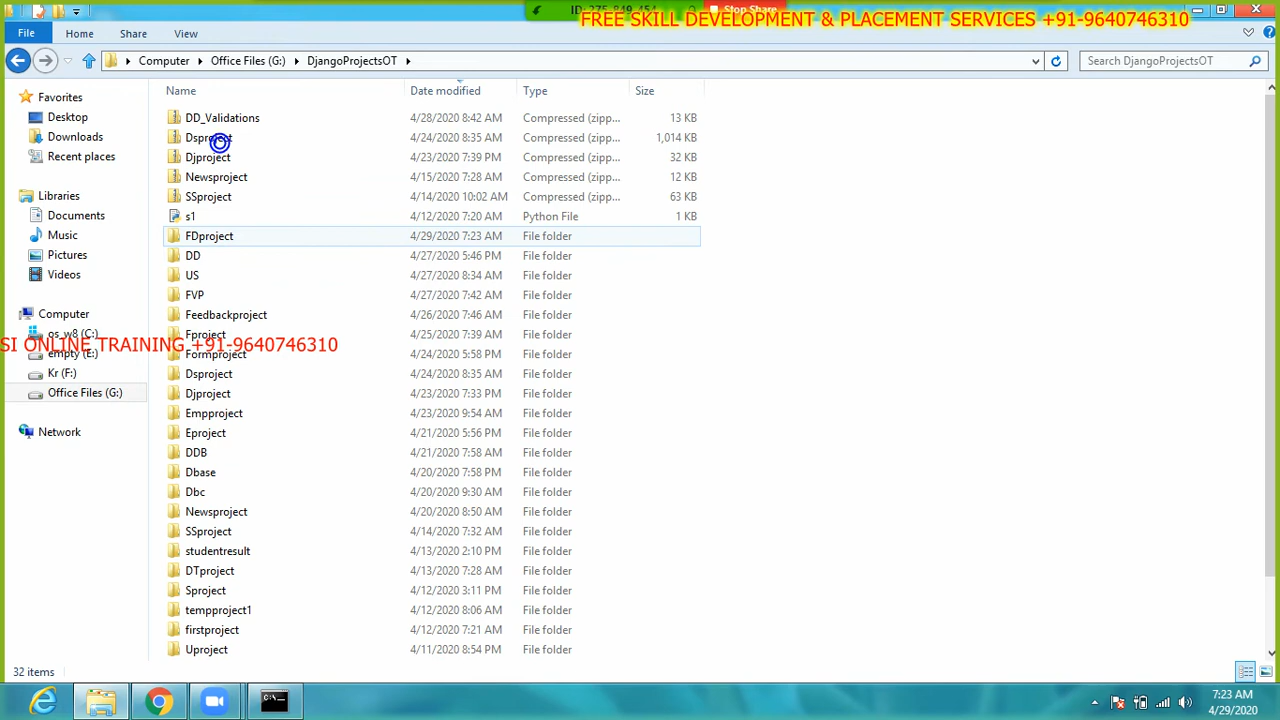 ID: 275-849-454
Stop Share
FREE SKILL DEVELOPMENT & PLACEMENT SERVICES +91-9640746310
File Home Share View
Computer Office Files (G:) DjangoProjectsOT
Search DjangoProjectsOT
Name Date modified Type Size
Favorites
Desktop
Downloads
Recent places
Libraries
Documents
Music
Pictures
Videos
Computer
os_w8 (C:)
empty (E:)
Kr (F:)
Office Files (G:)
Network
DD_Validations 4/28/2020 8:42 AM Compressed (zipp... 13 KB
Dsproject 4/24/2020 8:35 AM Compressed (zipp... 1,014 KB
Djproject 4/23/2020 7:39 PM Compressed (zipp... 32 KB
Newsproject 4/15/2020 7:28 AM Compressed (zipp... 12 KB
SSproject 4/14/2020 10:02 AM Compressed (zipp... 63 KB
s1 4/12/2020 7:20 AM Python File 1 KB
FDproject 4/29/2020 7:23 AM File folder
DD 4/27/2020 5:46 PM File folder
US 4/27/2020 8:34 AM File folder
FVP 4/27/2020 7:42 AM File folder
Feedbackproject 4/26/2020 7:46 AM File folder
Fproject 4/25/2020 7:39 AM File folder
SI ONLINE TRAINING +91-9640746310
Formproject 4/24/2020 5:58 PM File folder
Dsproject 4/24/2020 8:35 AM File folder
Djproject 4/23/2020 7:33 PM File folder
Empproject 4/23/2020 9:54 AM File folder
Eproject 4/21/2020 5:56 PM File folder
DDB 4/21/2020 7:58 PM File folder
Dbase 4/20/2020 7:58 PM File folder
Dbc 4/20/2020 9:30 AM File folder
Newsproject 4/20/2020 8:50 AM File folder
SSproject 4/14/2020 7:32 AM File folder
studentresult 4/13/2020 2:10 PM File folder
DTproject 4/13/2020 7:28 AM File folder
Sproject 4/12/2020 3:11 PM File folder
tempproject1 4/12/2020 8:06 AM File folder
firstproject 4/12/2020 7:21 AM File folder
Uproject 4/11/2020 8:54 PM File folder
32 items
7:23 AM
4/29/2020